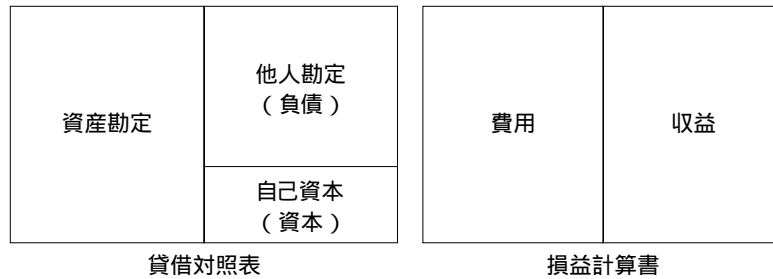 資産勘定
他人勘定
(負債)
自己資本
(資本)
貸借対照表
費用
収益
損益計算書